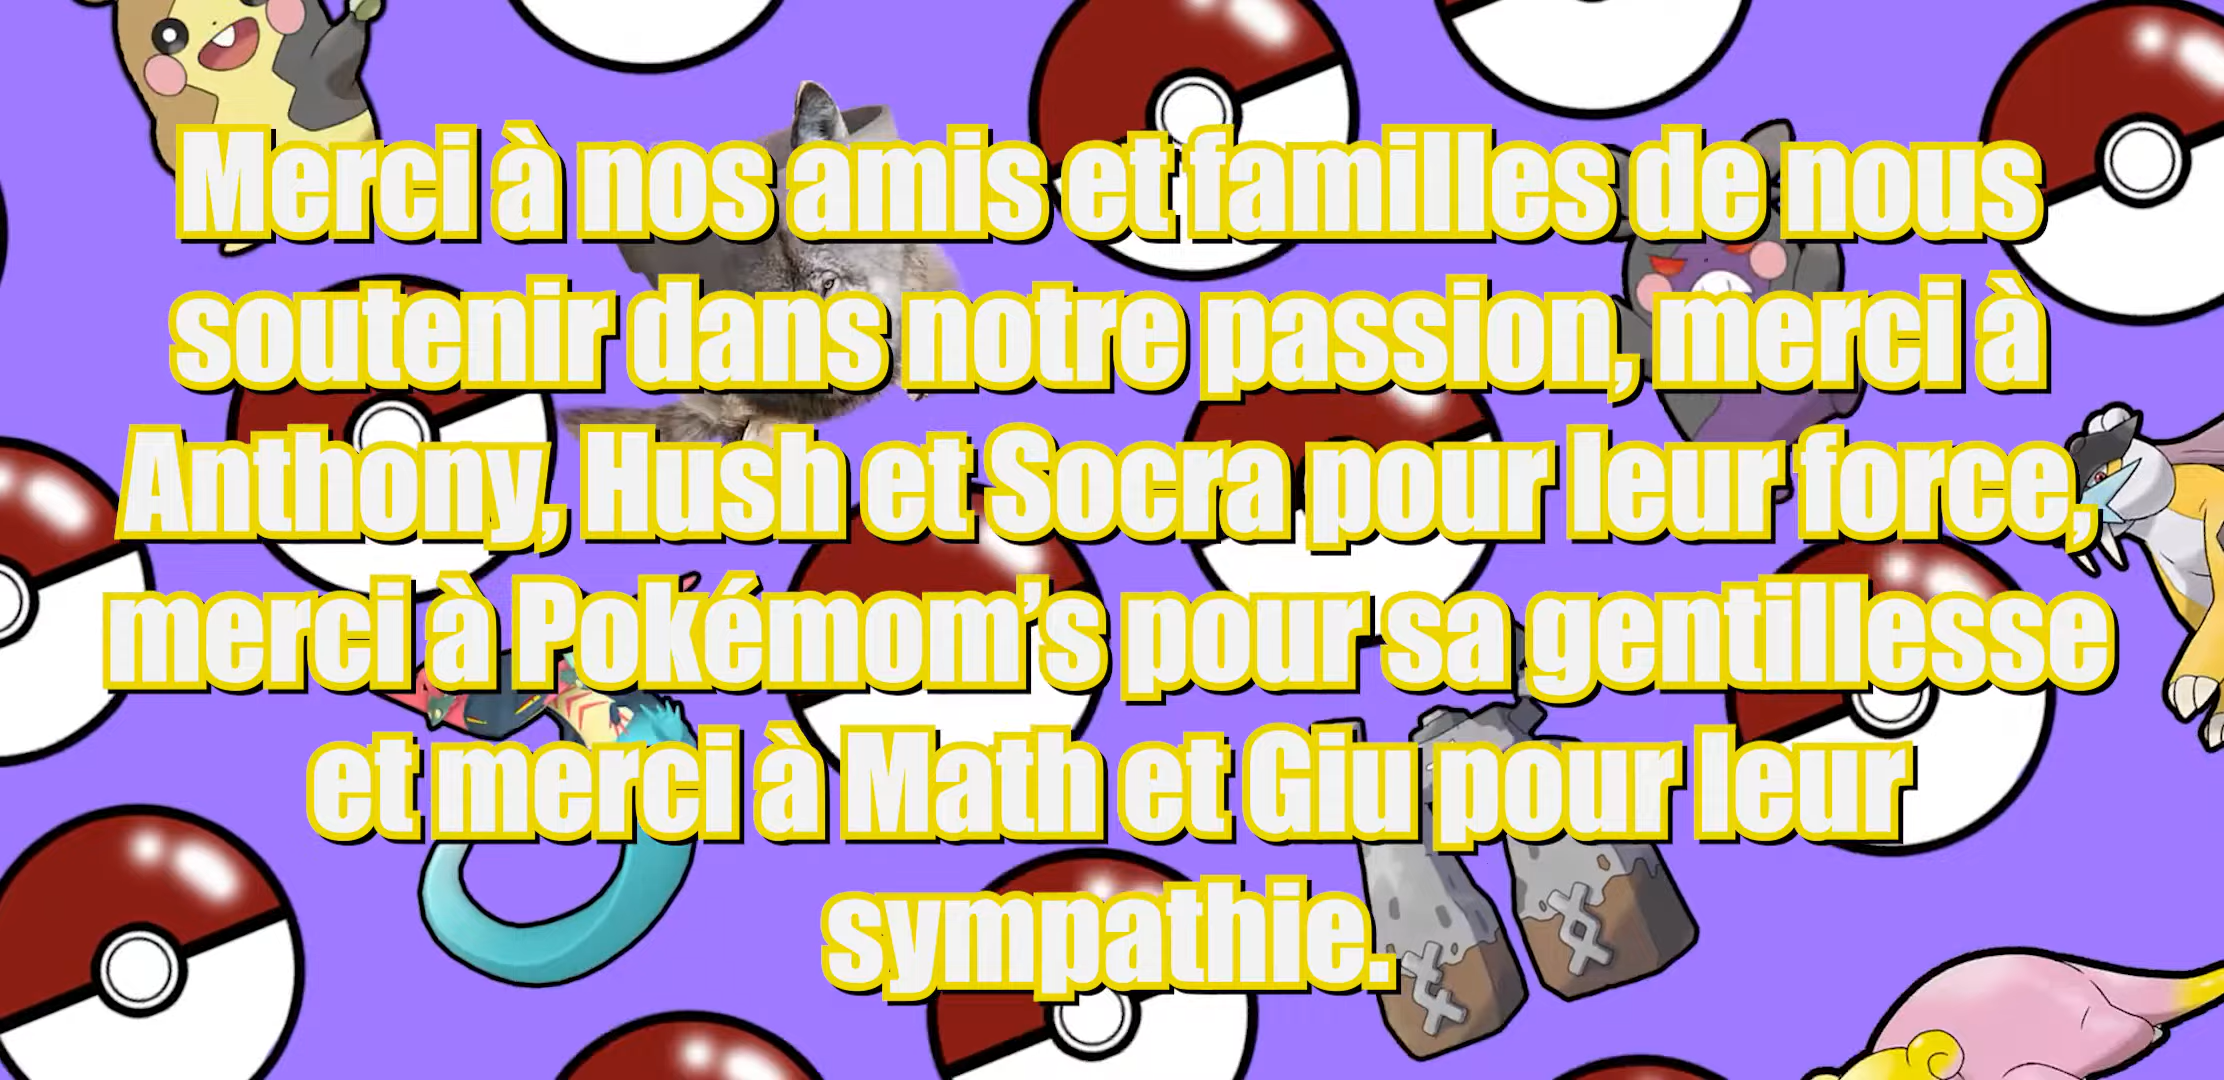 Merci à nos amis et familles de nous
soutenir dans notre passion, merci à
Anthony, Hush et Socra pour leur force,
merci à Pokémom’s pour sa gentillesse
et merci à Math et Giu pour leur
sympathie.